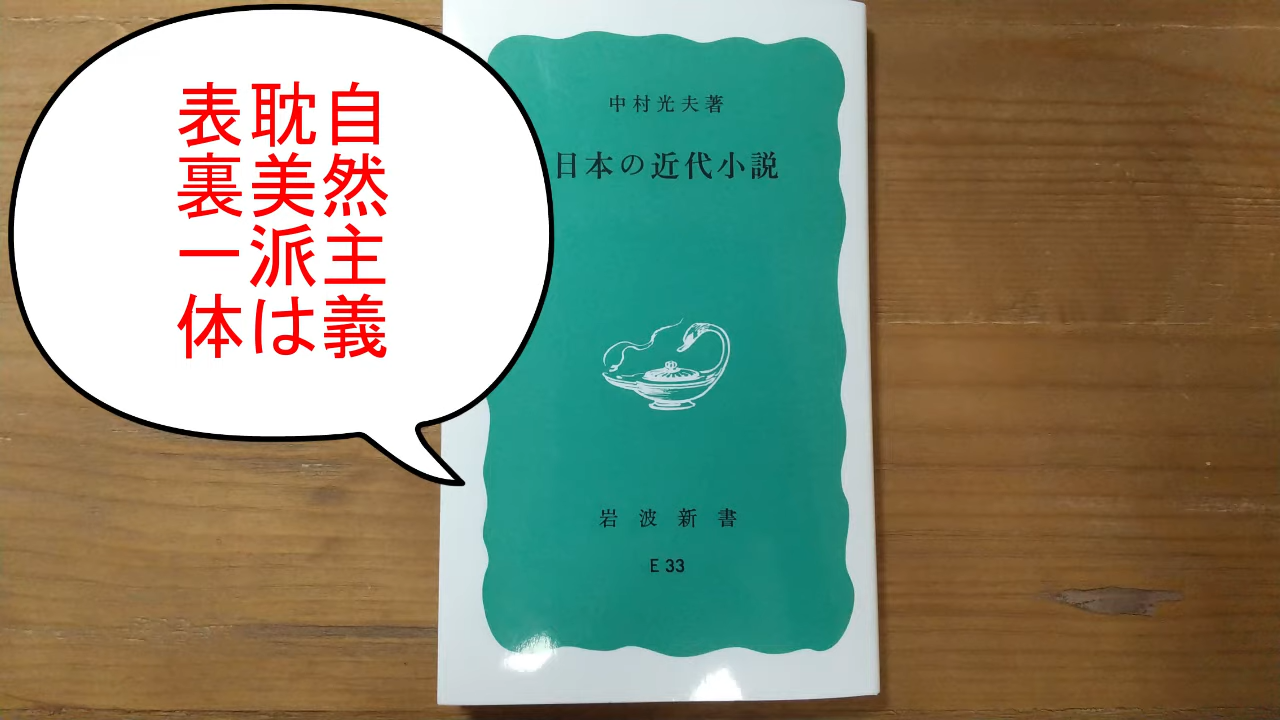 自然主義
耽美派は
表裏一体
中村光夫著
日本の近代小説
岩波新書
E 33